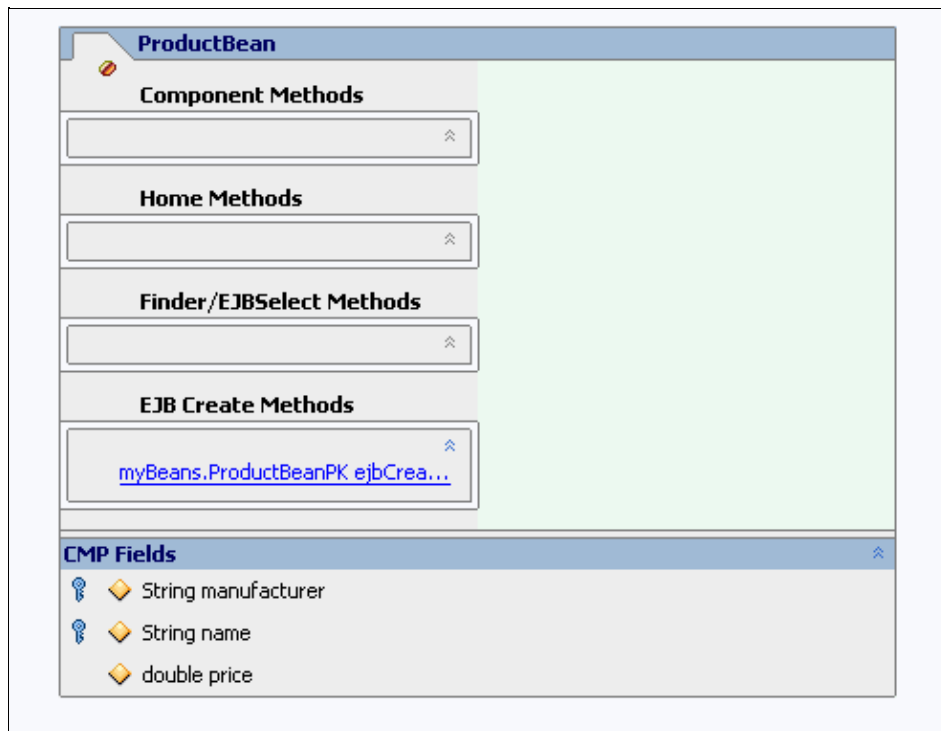 ProductBean
Component Methods
Home Methods
Finder/EJBSelect Methods
EJB Create Methods
myBeans.ProductBeanPK ejbCrea...
CMP Fields
String manufacturer
String name
double price